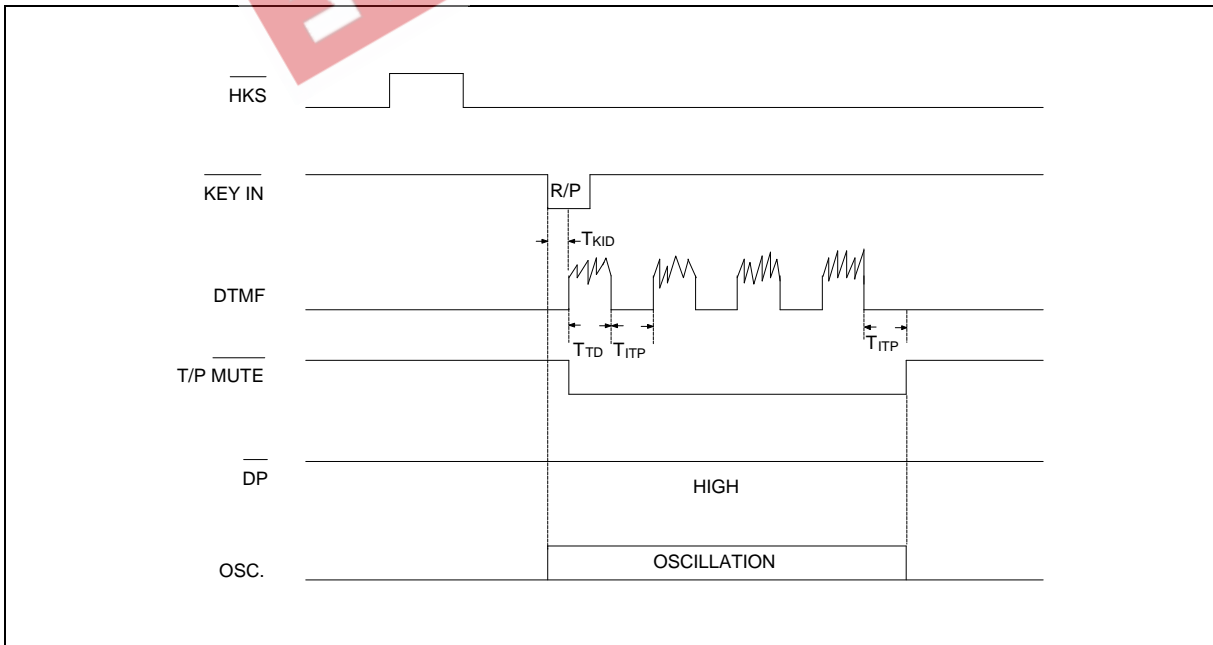 HKS
KEY IN
R/P
TKID
DTMF
TTD
TITP
TITP
T/P MUTE
DP
HIGH
OSC.
OSCILLATION